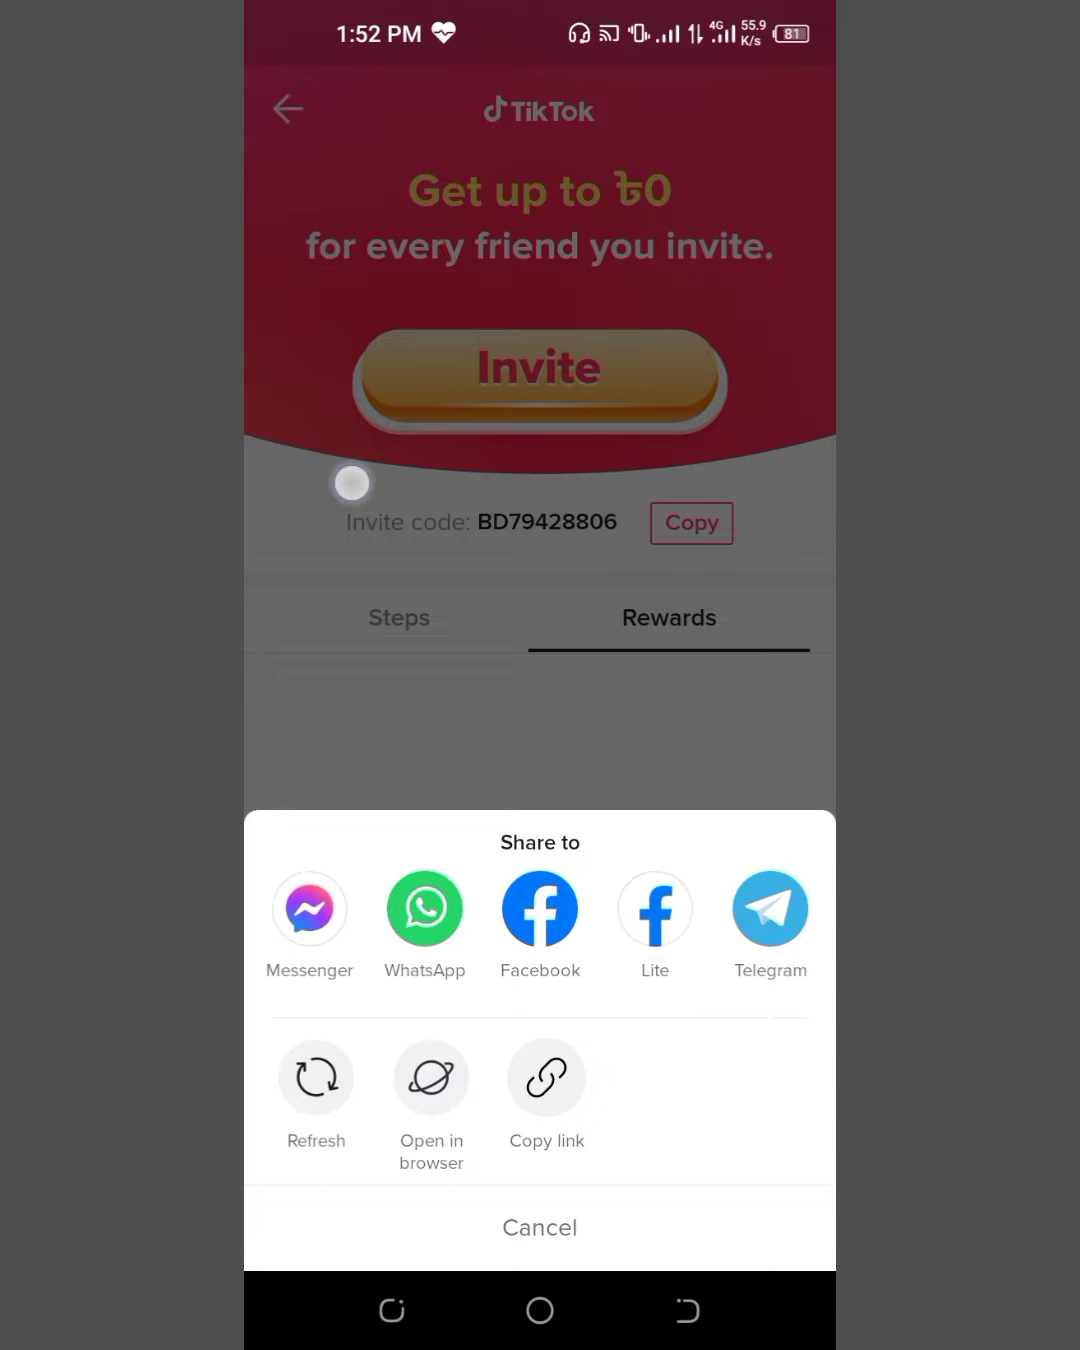 1:52 PM
4G
55.9
K/s
81
TikTok
Get up to ৳0
for every friend you invite.
Invite
Invite code: BD79428806
Copy
Steps
Rewards
Share to
Messenger
WhatsApp
Facebook
Lite
Telegram
Refresh
Open in
browser
Copy link
Cancel